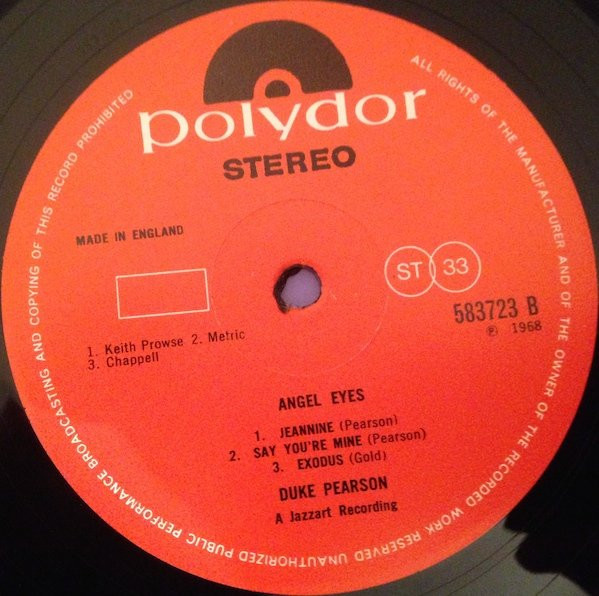 polydor
STEREO
MADE IN ENGLAND
ST 33
583723 B
℗ 1968
1. Keith Prowse 2. Metric
3. Chappell
ANGEL EYES
1. JEANNINE (Pearson)
2. SAY YOU'RE MINE (Pearson)
3. EXODUS (Gold)
DUKE PEARSON
A Jazzart Recording
ALL RIGHTS OF THE MANUFACTURER AND OF THE OWNER OF THE RECORDED WORK RESERVED UNAUTHORIZED PUBLIC PERFORMANCE BROADCASTING AND COPYING OF THIS RECORD PROHIBITED